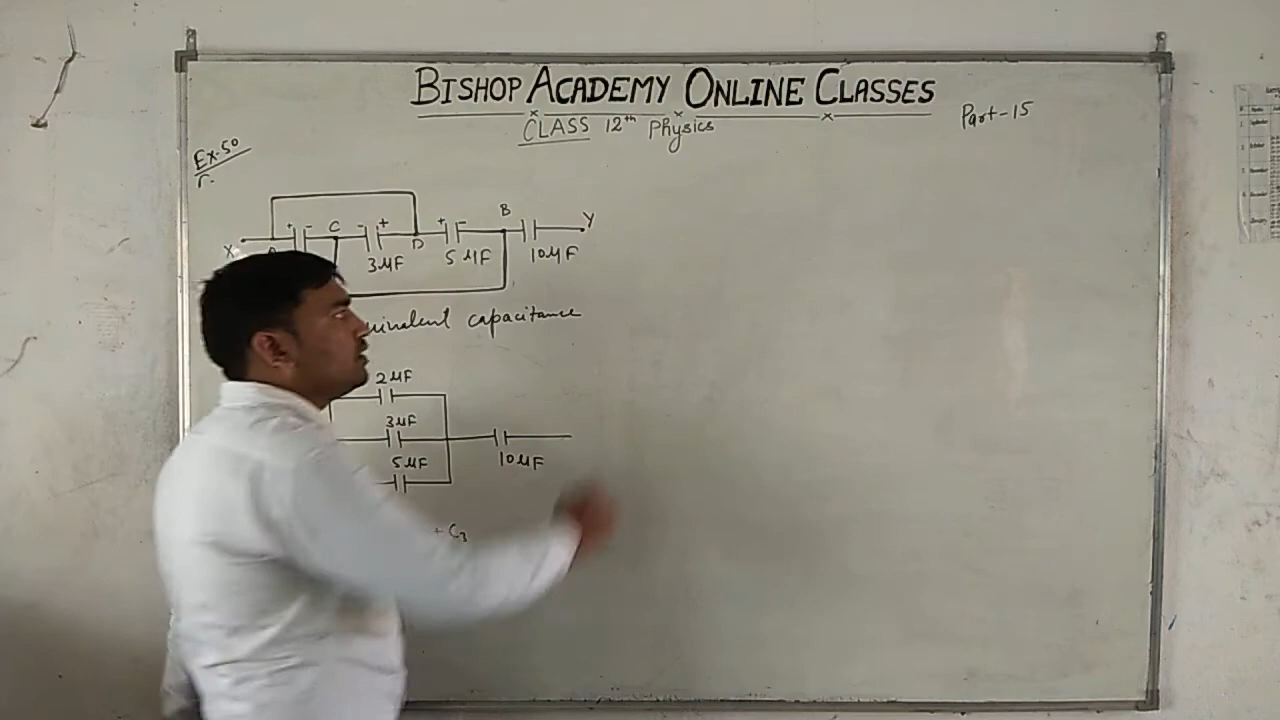 BISHOP ACADEMY ONLINE CLASSES
CLASS 12th Physics
Part-15
Ex.50
B
Y
+ - C - + + -
X D
3μF 5μF 10μF
capacitance
2μF
3μF
5μF
10μF
+ C3